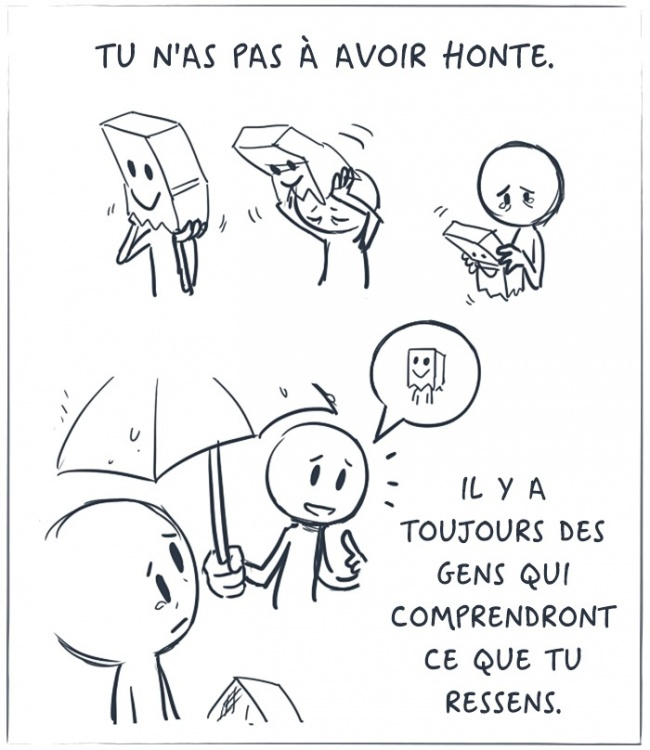 TU N'AS PAS À AVOIR HONTE.
IL Y A
TOUJOURS DES
GENS QUI
COMPRENDRONT
CE QUE TU
RESSENS.